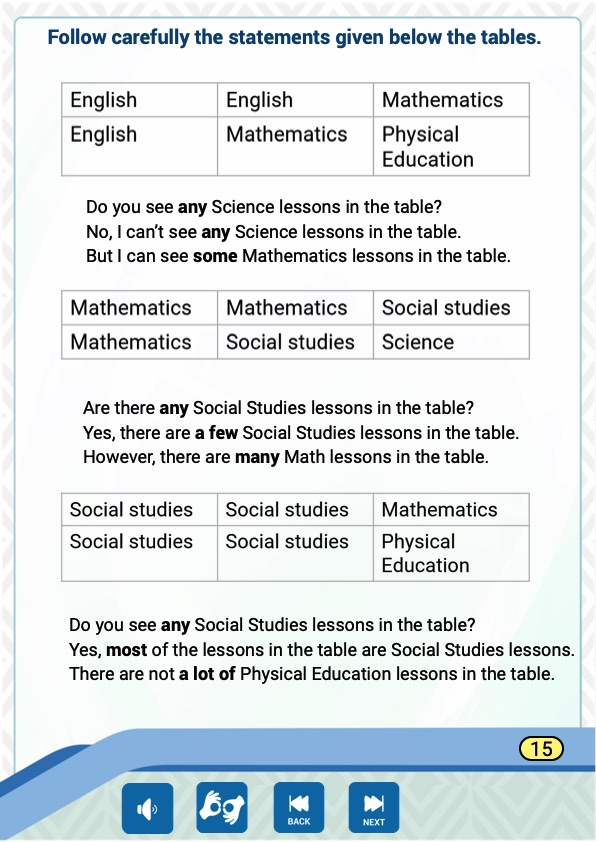 Follow carefully the statements given below the tables.
English English Mathematics
English Mathematics Physical
Education
Do you see any Science lessons in the table?
No, I can't see any Science lessons in the table.
But I can see some Mathematics lessons in the table.
Mathematics Mathematics Social studies
Mathematics Social studies Science
Are there any Social Studies lessons in the table?
Yes, there are a few Social Studies lessons in the table.
However, there are many Math lessons in the table.
Social studies Social studies Mathematics
Social studies Social studies Physical
Education
Do you see any Social Studies lessons in the table?
Yes, most of the lessons in the table are Social Studies lessons.
There are not a lot of Physical Education lessons in the table.
15
BACK NEXT